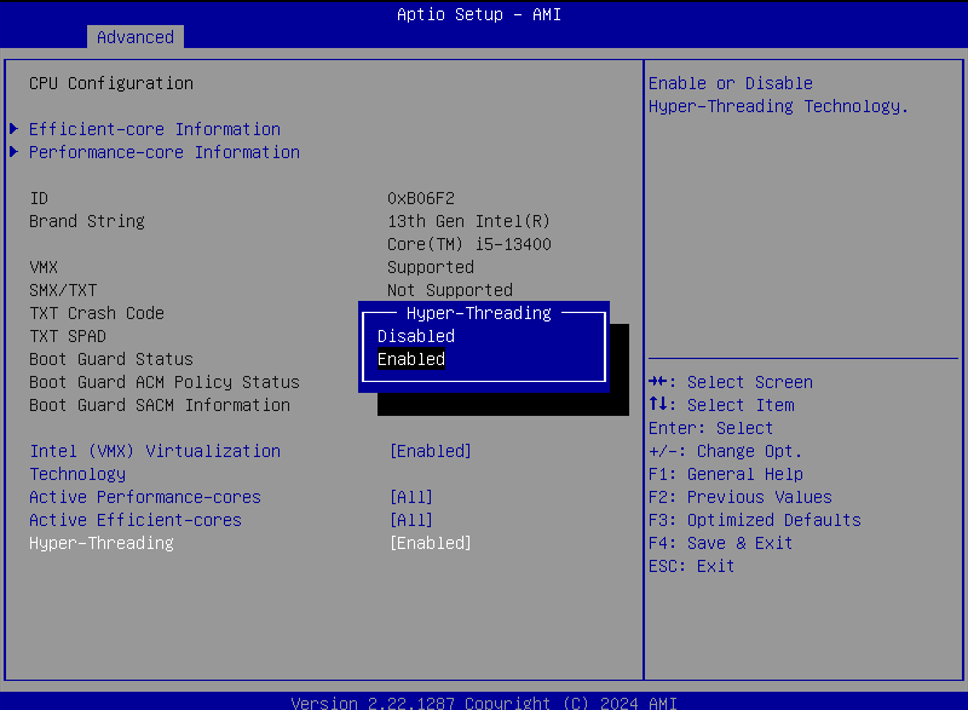 Aptio Setup – AMI
Advanced
CPU Configuration
Efficient-core Information
Performance-core Information
ID 0xB06F2
Brand String 13th Gen Intel(R)
Core(TM) i5-13400
VMX Supported
SMX/TXT Not Supported
TXT Crash Code
TXT SPAD
Boot Guard Status
Boot Guard ACM Policy Status
Boot Guard SACM Information
Hyper-Threading
Disabled
Enabled
Intel (VMX) Virtualization [Enabled]
Technology
Active Performance-cores [All]
Active Efficient-cores [All]
Hyper-Threading [Enabled]
Enable or Disable
Hyper-Threading Technology.
→←: Select Screen
↑↓: Select Item
Enter: Select
+/-: Change Opt.
F1: General Help
F2: Previous Values
F3: Optimized Defaults
F4: Save & Exit
ESC: Exit
Version 2.22.1287 Copyright (C) 2024 AMI